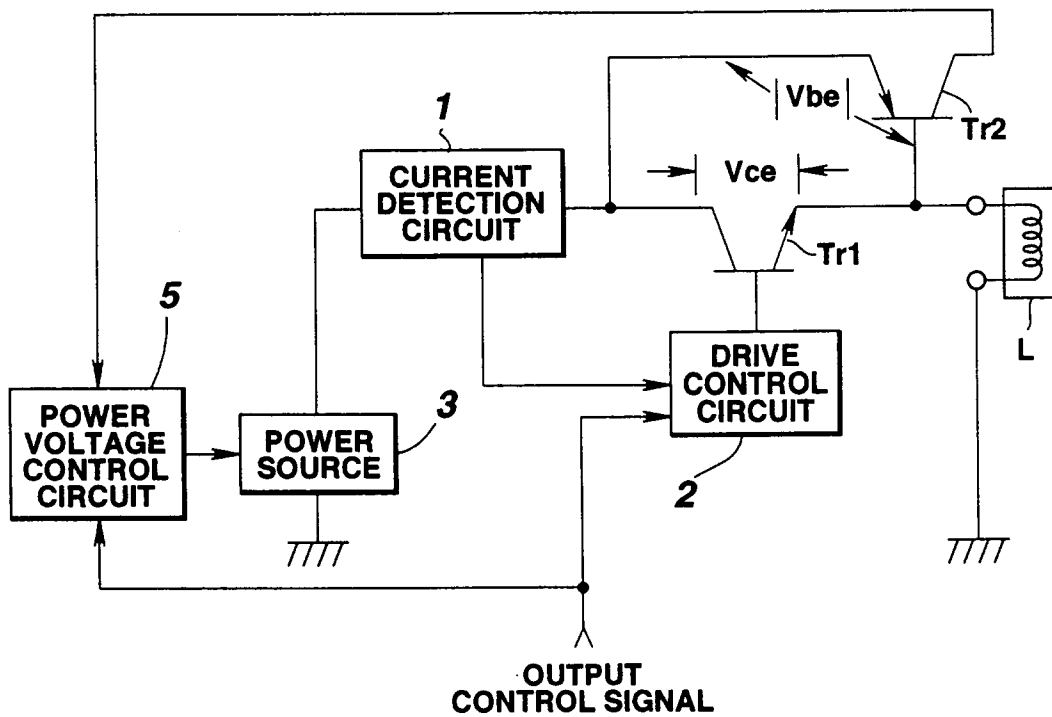 1
CURRENT
DETECTION
CIRCUIT
Vbe
Tr2
Vce
Tr1
L
5
POWER
VOLTAGE
CONTROL
CIRCUIT
3
POWER
SOURCE
DRIVE
CONTROL
CIRCUIT
2
OUTPUT
CONTROL SIGNAL